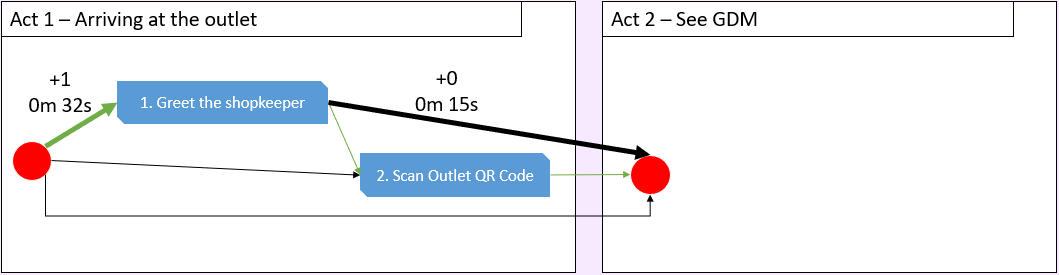 Act 1 – Arriving at the outlet
Act 2 – See GDM
+1
0m 32s
1. Greet the shopkeeper
+0
0m 15s
2. Scan Outlet QR Code